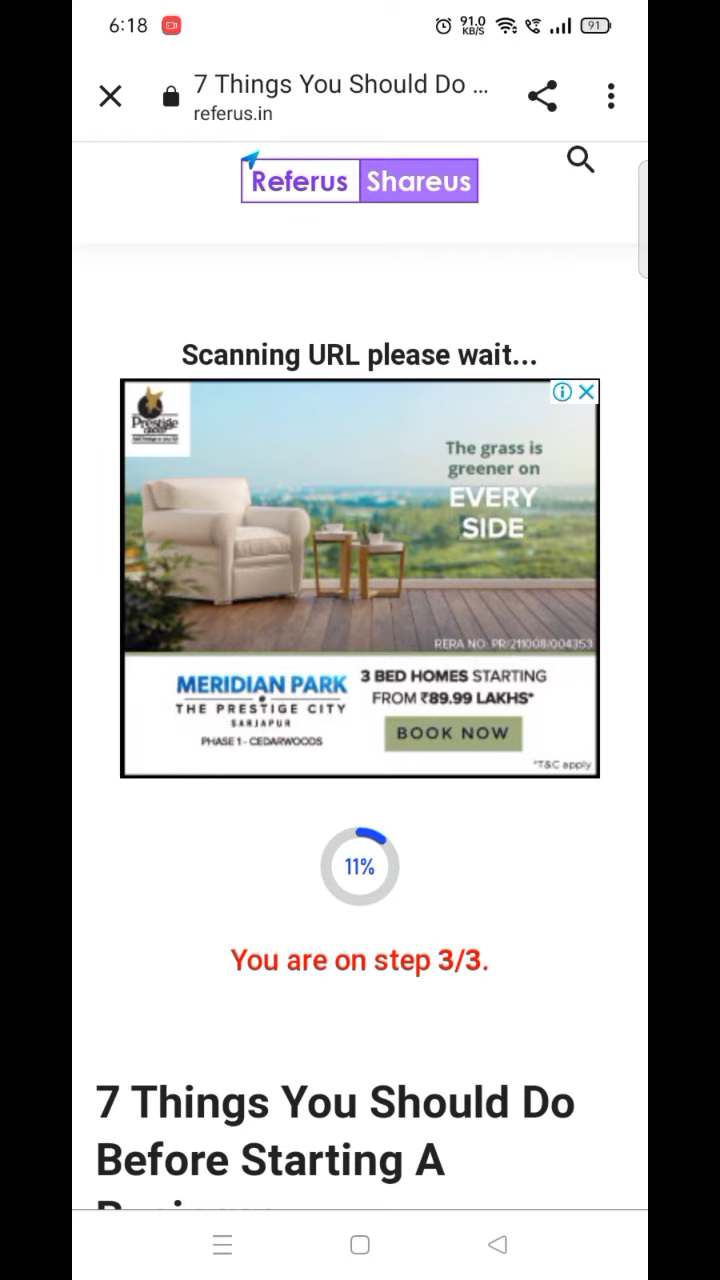 6:18 91.0 KB/S 91
7 Things You Should Do ...
referus.in
Referus Shareus
Scanning URL please wait...
Prestige
The grass is
greener on
EVERY
SIDE
RERA NO: PR/211008/004353
MERIDIAN PARK
THE PRESTIGE CITY
SARJAPUR
PHASE 1 - CEDARWOODS
3 BED HOMES STARTING
FROM ₹89.99 LAKHS*
BOOK NOW
*T&C apply
11%
You are on step 3/3.
7 Things You Should Do
Before Starting A